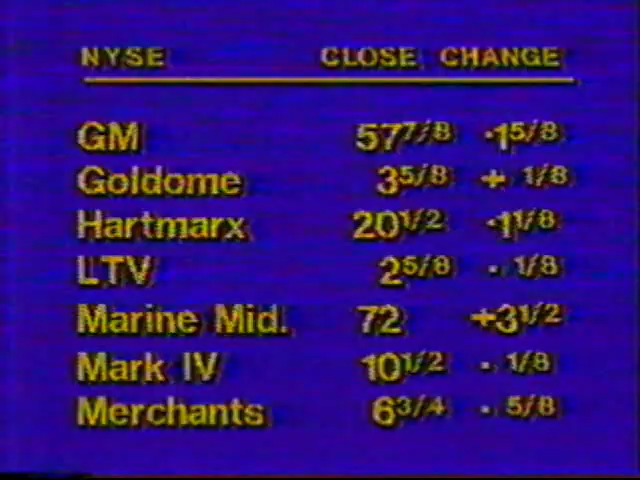 NYSE CLOSE CHANGE
GM 57 7/8 -1 5/8
Goldome 3 5/8 + 1/8
Hartmarx 20 1/2 -1 1/8
LTV 2 5/8 - 1/8
Marine Mid. 72 +3 1/2
Mark IV 10 1/2 - 1/8
Merchants 6 3/4 - 5/8